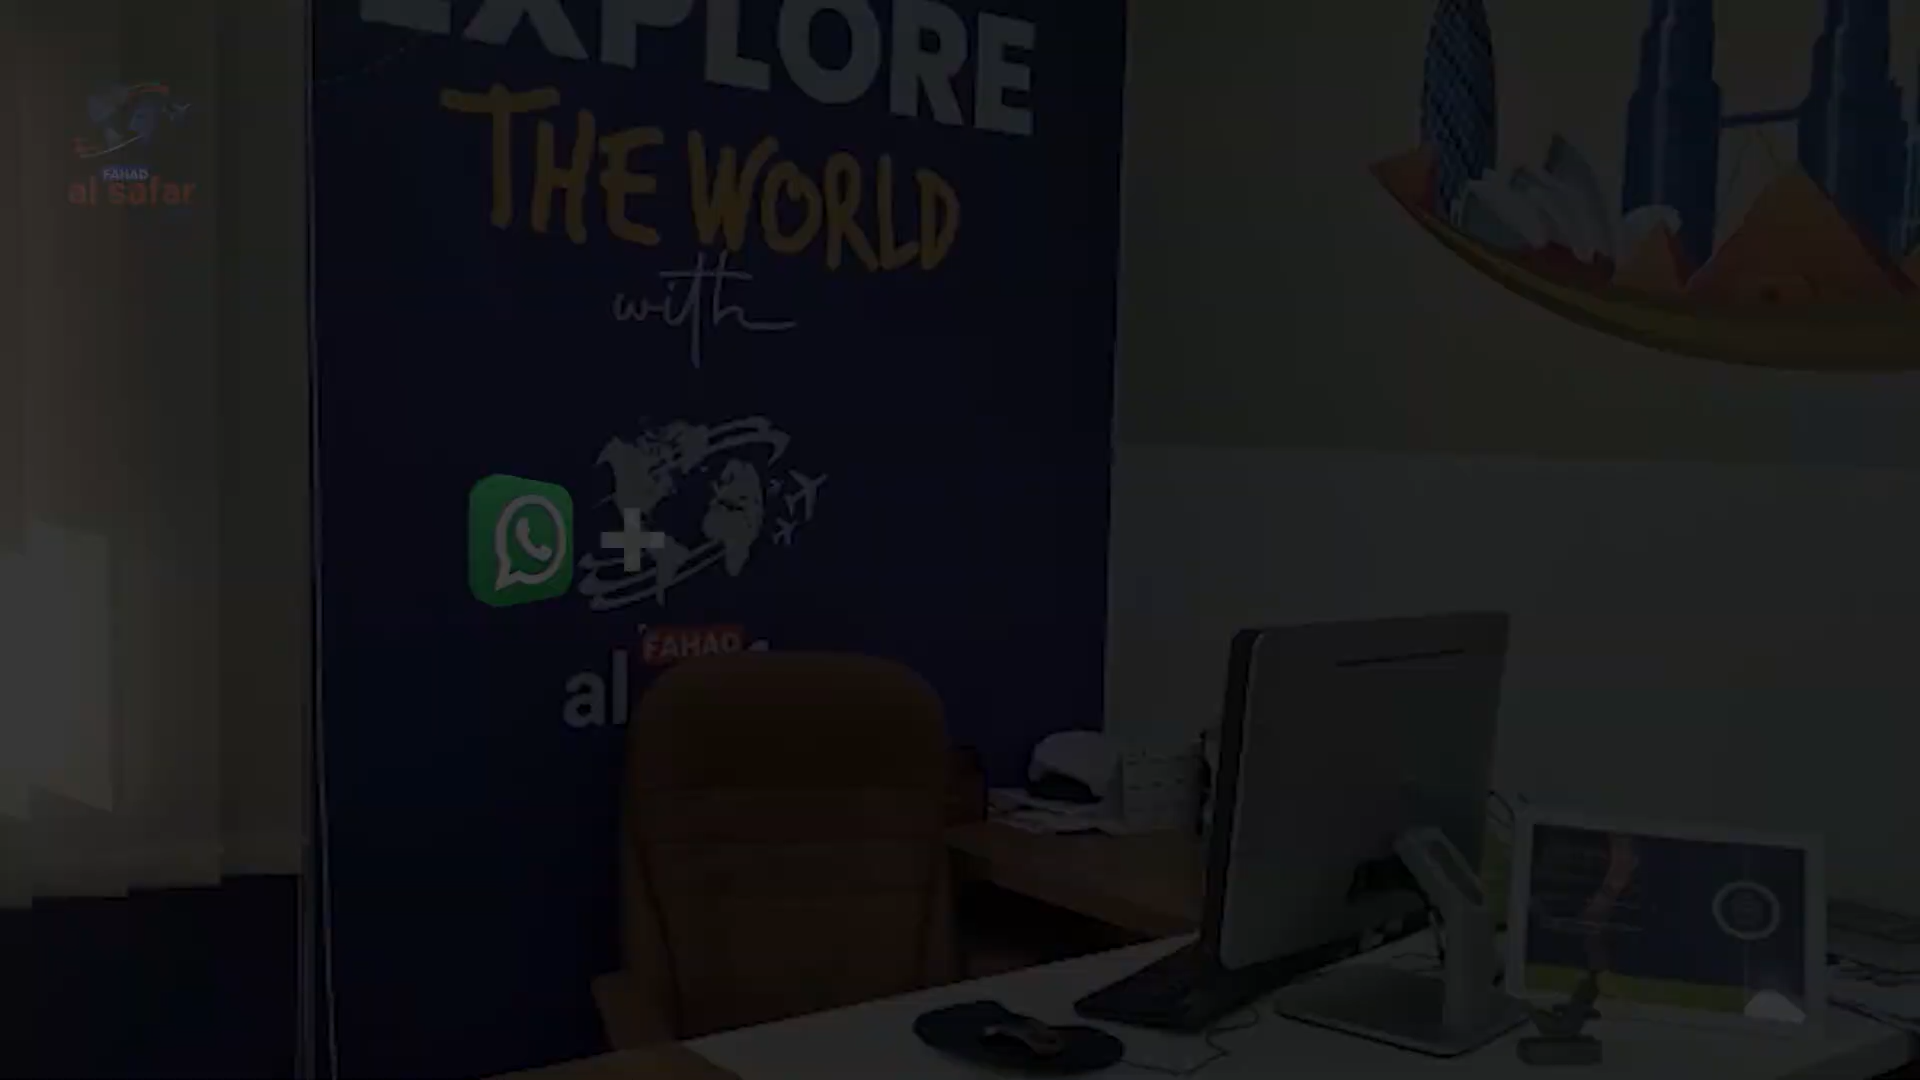 EXPLORE
THE WORLD
with
FAHAD
al
FAHAD
al safar
+